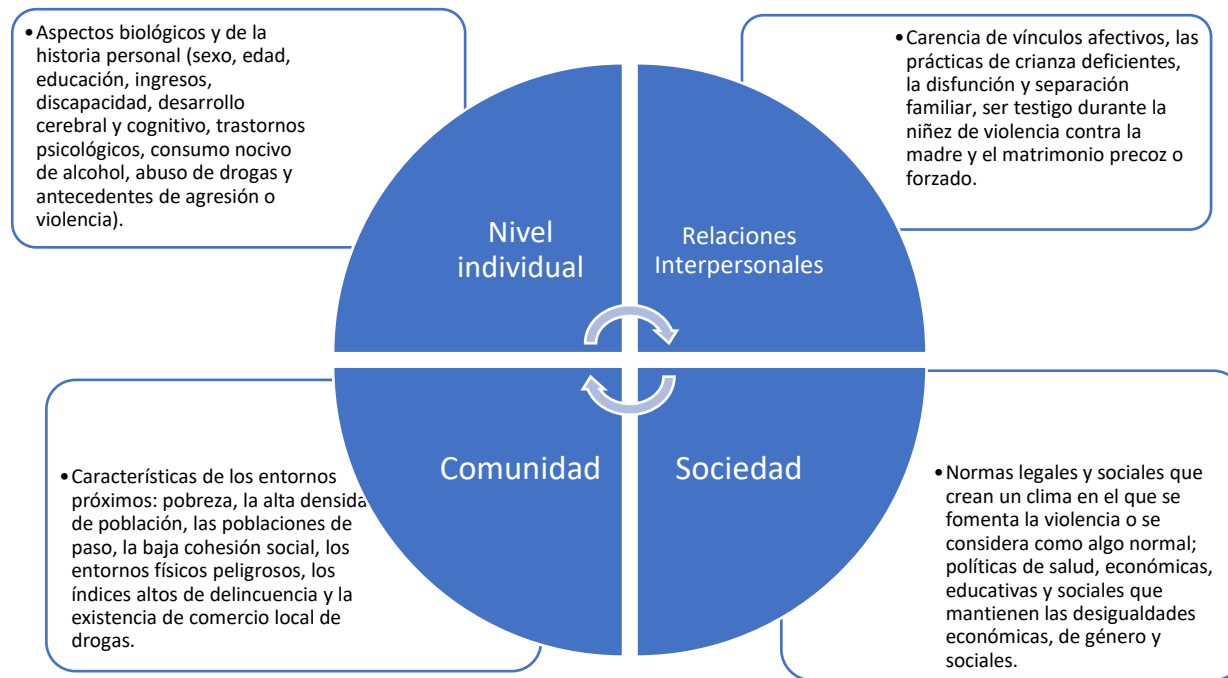 •Aspectos biológicos y de la
historia personal (sexo, edad,
educación, ingresos,
discapacidad, desarrollo
cerebral y cognitivo, trastornos
psicológicos, consumo nocivo
de alcohol, abuso de drogas y
antecedentes de agresión o
violencia).
•Carencia de vínculos afectivos, las
prácticas de crianza deficientes,
la disfunción y separación
familiar, ser testigo durante la
niñez de violencia contra la
madre y el matrimonio precoz o
forzado.
Nivel
individual
Relaciones
Interpersonales
Comunidad
Sociedad
•Características de los entornos
próximos: pobreza, la alta densida
de población, las poblaciones de
paso, la baja cohesión social, los
entornos físicos peligrosos, los
índices altos de delincuencia y la
existencia de comercio local de
drogas.
•Normas legales y sociales que
crean un clima en el que se
fomenta la violencia o se
considera como algo normal;
políticas de salud, económicas,
educativas y sociales que
mantienen las desigualdades
económicas, de género y
sociales.